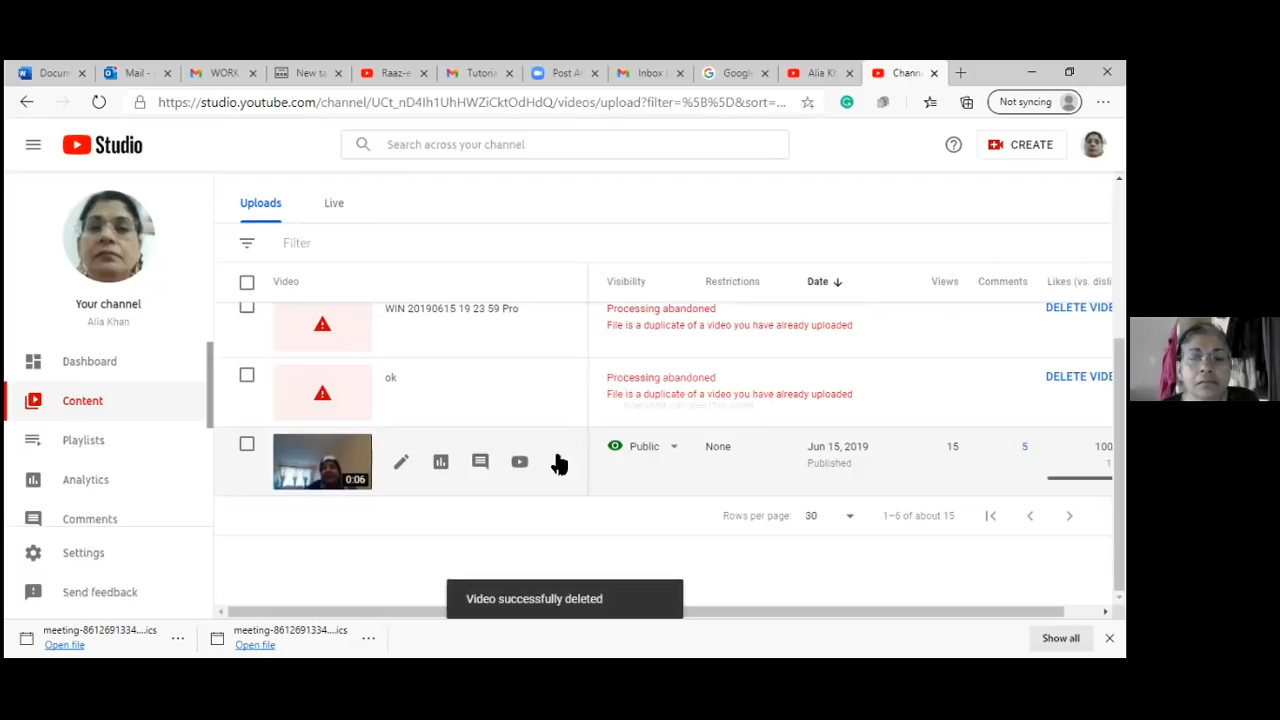 Docum
Mail -
WORK
New ta
Raaz-e
Tutoria
Post At
Inbox (
Google
Alia Kh
Chann
https://studio.youtube.com/channel/UCt_nD4Ih1UhHWZiCktOdHdQ/videos/upload?filter=%5B%5D&sort=...
Not syncing
Studio
Search across your channel
CREATE
Uploads
Live
Filter
Video
Visibility
Restrictions
Date
Views
Comments
Likes (vs. disli
WIN 20190615 19 23 59 Pro
Processing abandoned
DELETE VIDE
File is a duplicate of a video you have already uploaded
ok
Processing abandoned
DELETE VIDE
File is a duplicate of a video you have already uploaded
0:06
Public
None
Jun 15, 2019
Published
15
5
100
1
Your channel
Alia Khan
Dashboard
Content
Playlists
Analytics
Comments
Settings
Send feedback
Rows per page:
30
1–6 of about 15
Video successfully deleted
meeting-8612691334....ics
Open file
meeting-8612691334....ics
Open file
Show all